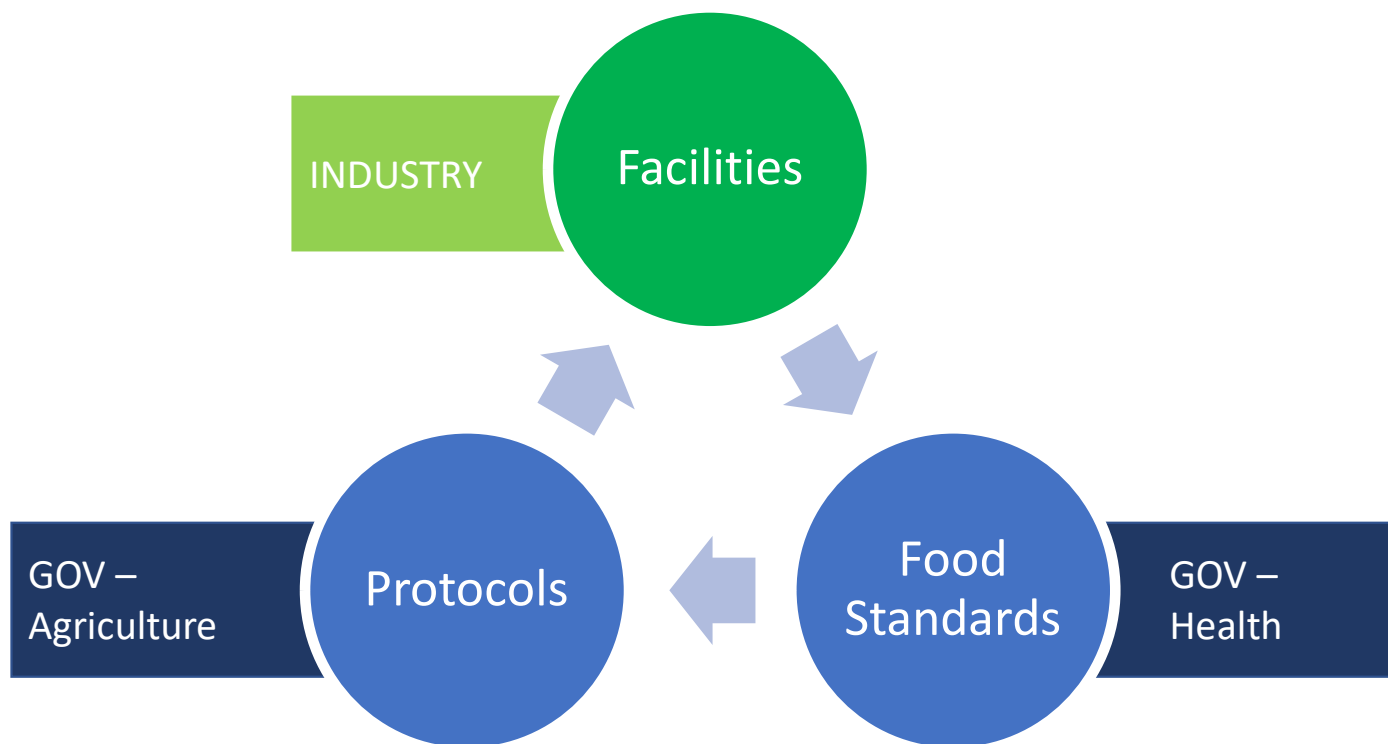 INDUSTRY
Facilities
GOV –
Agriculture
Protocols
Food
Standards
GOV –
Health